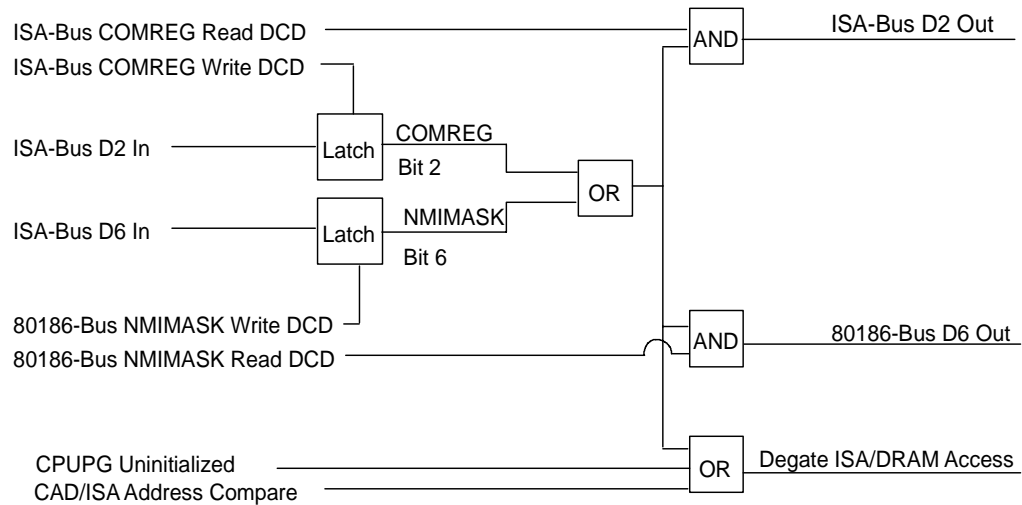 ISA-Bus COMREG Read DCD
AND
ISA-Bus D2 Out
ISA-Bus COMREG Write DCD
ISA-Bus D2 In
Latch
COMREG
Bit 2
OR
ISA-Bus D6 In
Latch
NMIMASK
Bit 6
80186-Bus NMIMASK Write DCD
80186-Bus NMIMASK Read DCD
AND
80186-Bus D6 Out
CPUPG Uninitialized
CAD/ISA Address Compare
OR
Degate ISA/DRAM Access